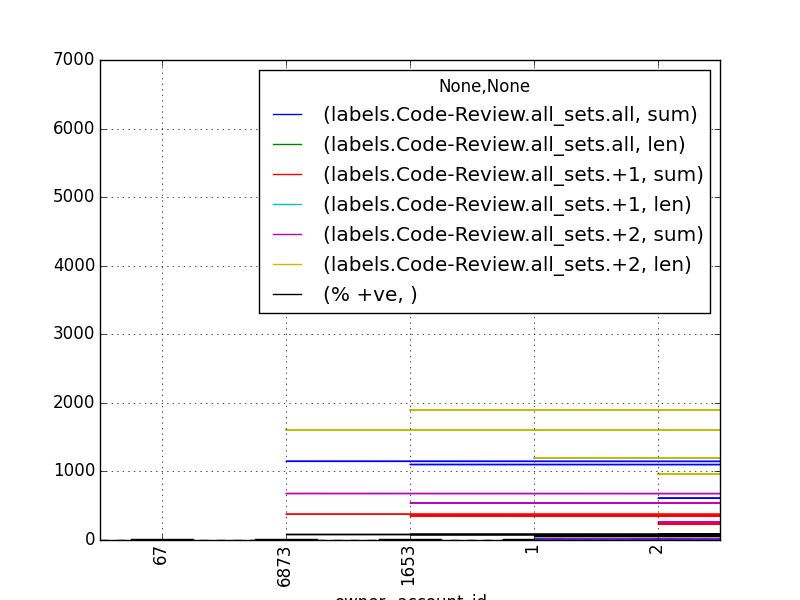 7000
6000
5000
4000
3000
2000
1000
0
None,None
(labels.Code-Review.all_sets.all, sum)
(labels.Code-Review.all_sets.all, len)
(labels.Code-Review.all_sets.+1, sum)
(labels.Code-Review.all_sets.+1, len)
(labels.Code-Review.all_sets.+2, sum)
(labels.Code-Review.all_sets.+2, len)
(% +ve, )
67
6873
1653
1
2
owner._account_id